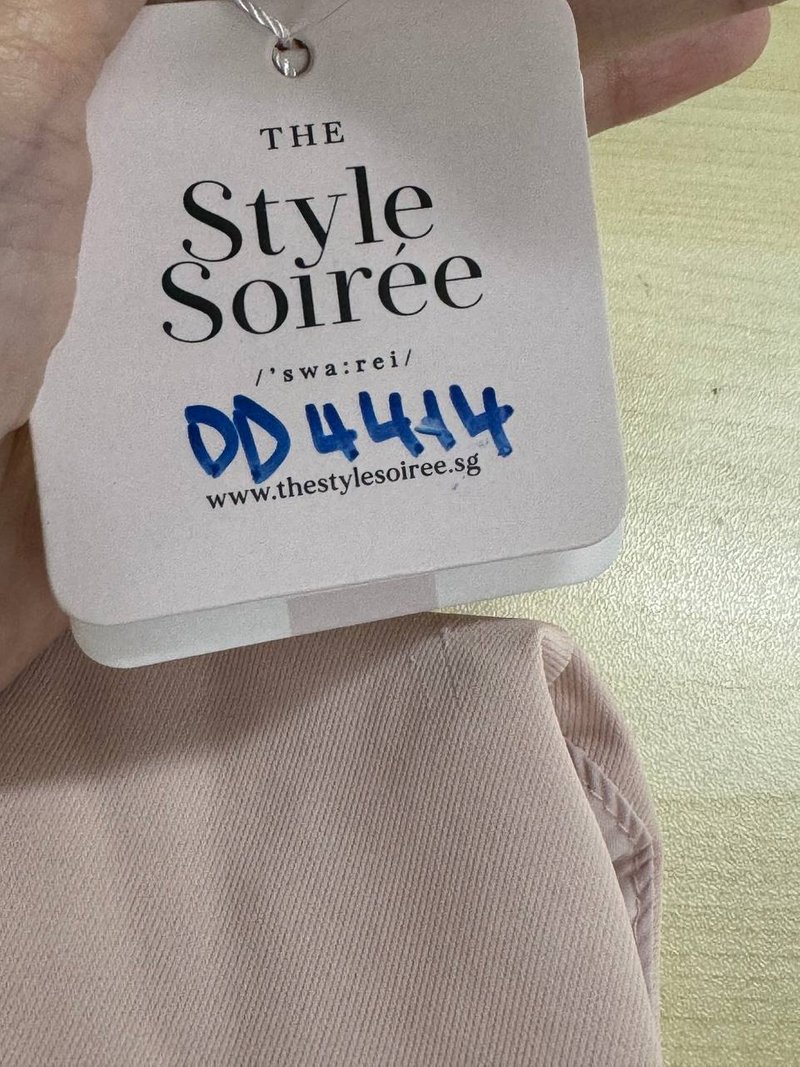 THE
Style
Soirée
/’swa:rei/
DD 4414
www.thestylesoiree.sg